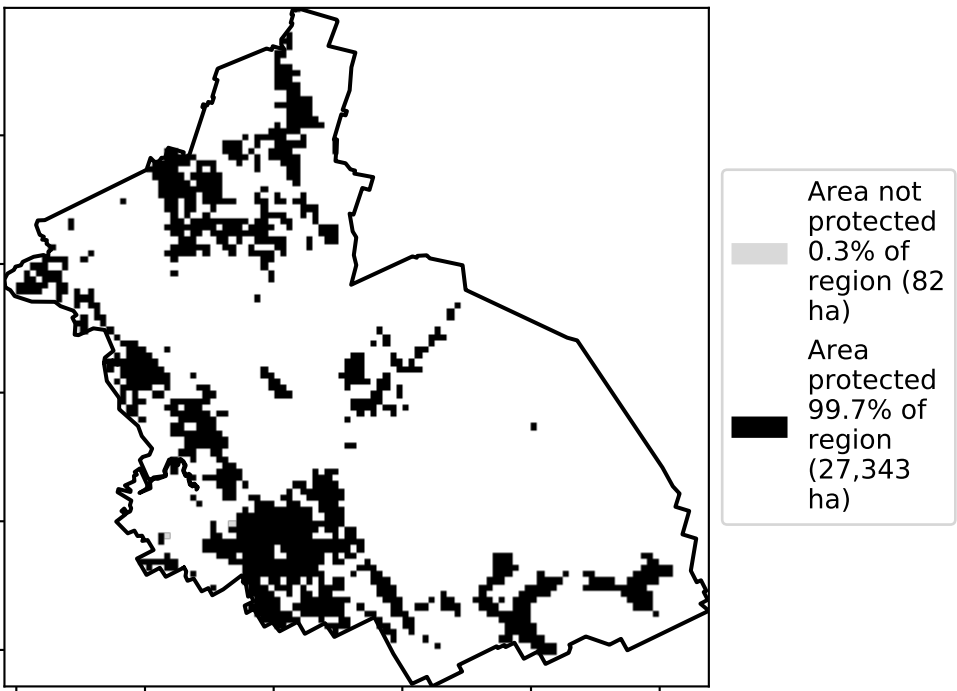 Area not
protected
0.3% of
region (82
ha)
Area
protected
99.7% of
region
(27,343
ha)